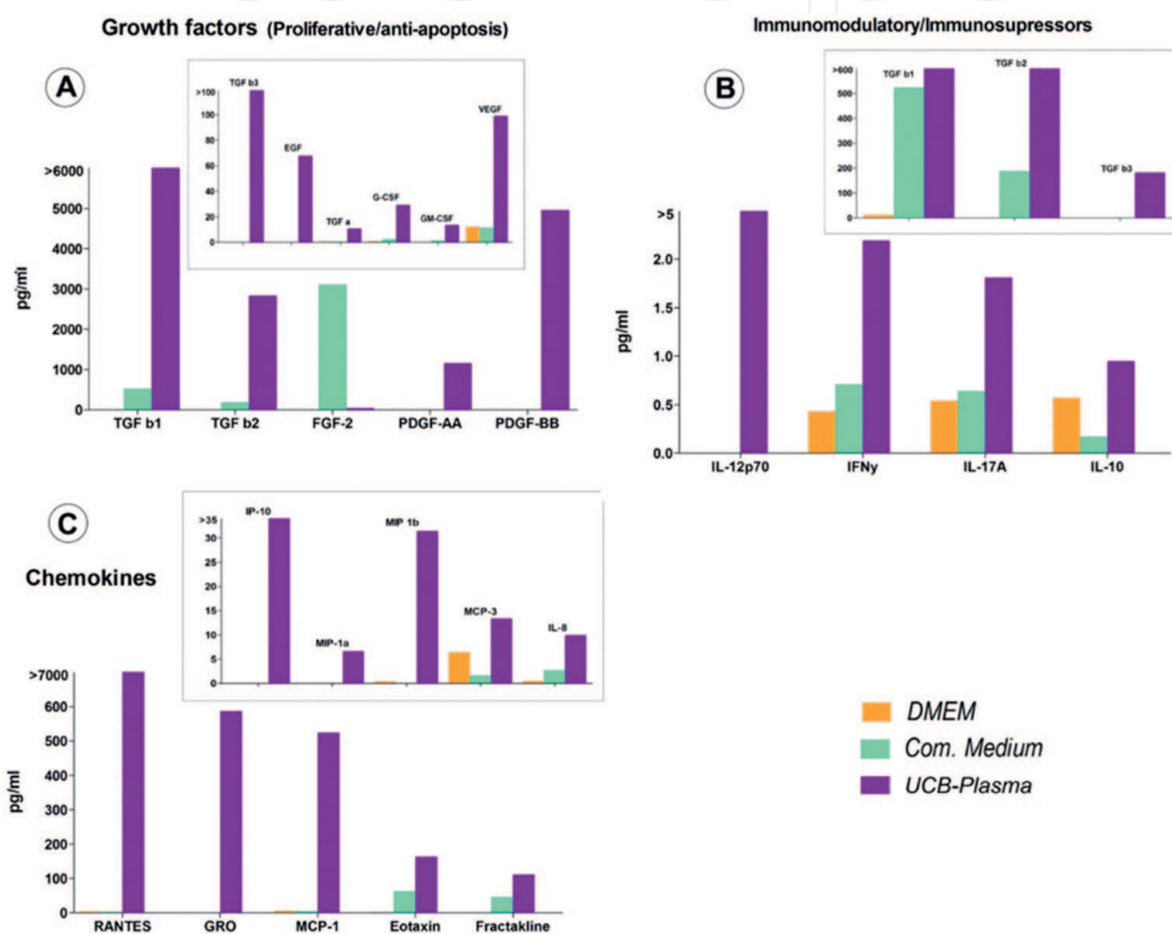 Growth factors (Proliferative/anti-apoptosis)
A
TGF b3
>100
80
60
40
20
0
EGF
TGF a
G-CSF
GM-CSF
VEGF
>6000
5000
4000
3000
2000
1000
0
pg/ml
TGF b1
TGF b2
FGF-2
PDGF-AA
PDGF-BB
Immunomodulatory/Immunosupressors
B
>600
500
400
300
200
100
0
TGF b1
TGF b2
TGF b3
>5
2.0
1.5
1.0
0.5
0.0
pg/ml
IL-12p70
IFNy
IL-17A
IL-10
C
Chemokines
>35
30
25
20
15
10
5
0
IP-10
MIP-1a
MIP 1b
MCP-3
IL-8
>7000
600
500
400
300
200
100
0
pg/ml
RANTES
GRO
MCP-1
Eotaxin
Fractakline
DMEM
Com. Medium
UCB-Plasma